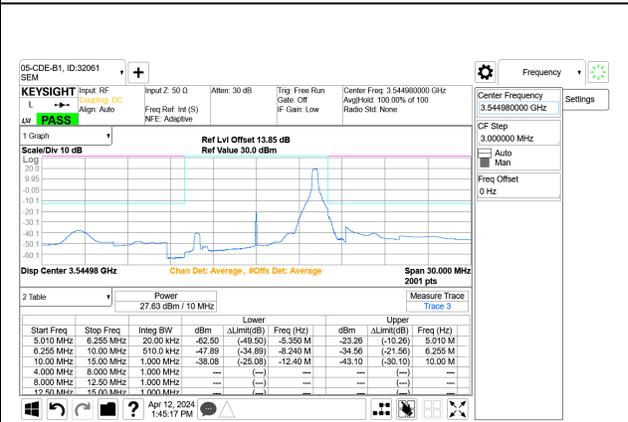 05-CDE-B1, ID:32061
SEM
Frequency
KEYSIGHT
Input: RF
Coupling: DC
Align: Auto
Input Z: 50 Ω
Freq Ref: Int (S)
NFE: Adaptive
Atten: 30 dB
Trig: Free Run
Gate: Off
IF Gain: Low
Center Freq: 3.544980000 GHz
Avg|Hold: 100.00% of 100
Radio Std: None
L
LXI
PASS
Center Frequency
3.544980000 GHz
Settings
CF Step
3.000000 MHz
Auto
Man
Freq Offset
0 Hz
1 Graph
Ref Lvl Offset 13.85 dB
Scale/Div 10 dB
Ref Value 30.0 dBm
Log
20.0
9.95
-0.05
-10.1
-20.1
-30.1
-40.1
-50.1
-60.1
Disp Center 3.54498 GHz
Chan Det: Average , #Offs Det: Average
Span 30.000 MHz
2001 pts
2 Table
Power
27.63 dBm / 10 MHz
Measure Trace
Trace 3
Lower Upper
Start Freq Stop Freq Integ BW dBm ΔLimit(dB) Freq (Hz) dBm ΔLimit(dB) Freq (Hz)
5.010 MHz 6.255 MHz 20.00 kHz -62.50 (-49.50) -5.350 M -23.26 (-10.26) 5.010 M
6.255 MHz 10.00 MHz 510.0 kHz -47.89 (-34.89) -8.240 M -34.56 (-21.56) 6.255 M
10.00 MHz 15.00 MHz 1.000 MHz -38.08 (-25.08) -12.40 M -43.10 (-30.10) 10.00 M
4.000 MHz 8.000 MHz 1.000 MHz --- (---) --- (---)
8.000 MHz 12.50 MHz 1.000 MHz --- (---) --- (---)
12.50 MHz 15.00 MHz 1.000 MHz --- (---) --- (---)
Apr 12, 2024
1:45:17 PM